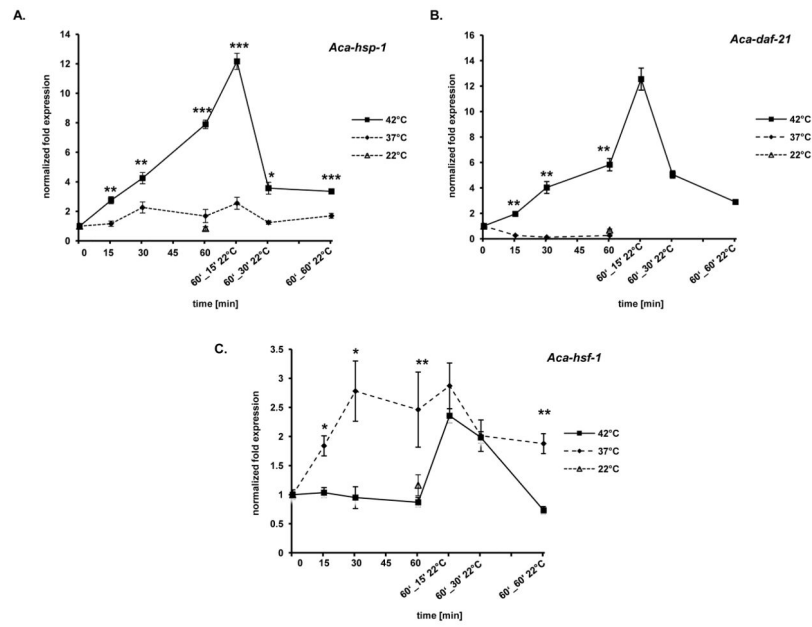 A.
Aca-hsp-1
normalized fold expression
14
12
10
8
6
4
2
0
***
***
**
**
*
***
42°C
37°C
22°C
0 15 30 45 60 60'_15' 22°C 60'_30' 22°C 60'_60' 22°C
time [min]
B.
Aca-daf-21
normalized fold expression
16
14
12
10
8
6
4
2
0
**
**
**
42°C
37°C
22°C
0 15 30 45 60 60'_15' 22°C 60'_30' 22°C 60'_60' 22°C
time [min]
C.
Aca-hsf-1
normalized fold expression
3.5
3
2.5
2
1.5
1
0.5
0
*
*
**
**
42°C
37°C
22°C
0 15 30 45 60 60'_15' 22°C 60'_30' 22°C 60'_60' 22°C
time [min]